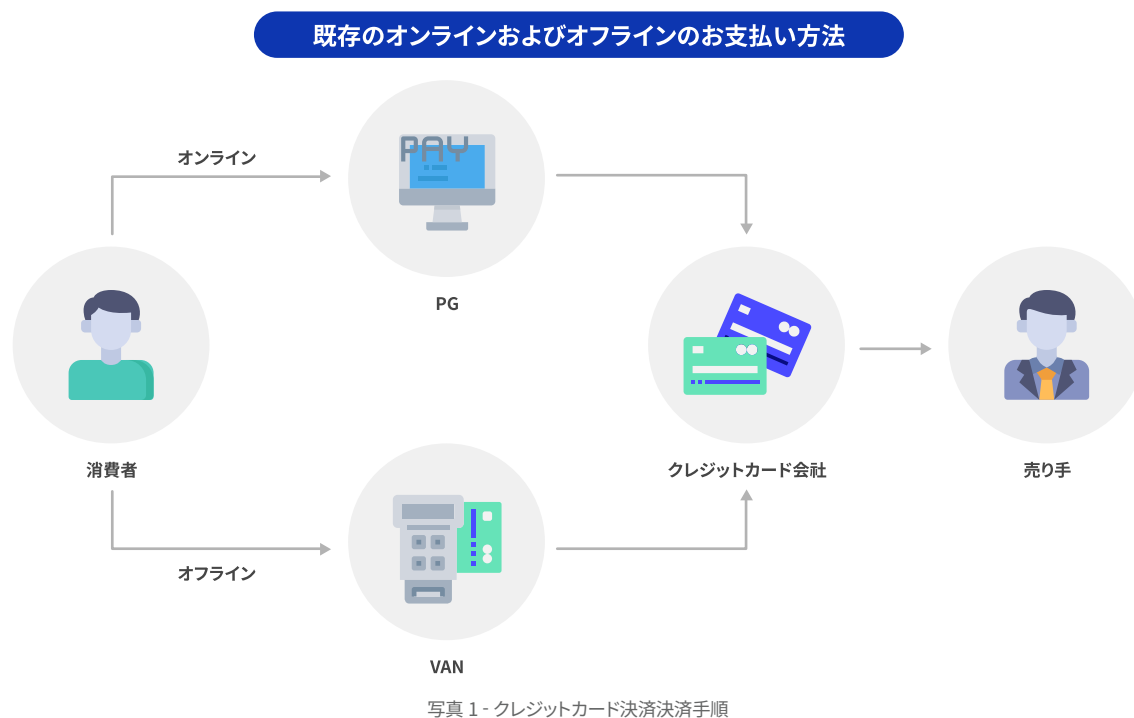 既存のオンラインおよびオフラインのお支払い方法
オンライン
PAY
PG
消費者
クレジットカード会社
売り手
オフライン
VAN
写真 1 - クレジットカード決済決済手順